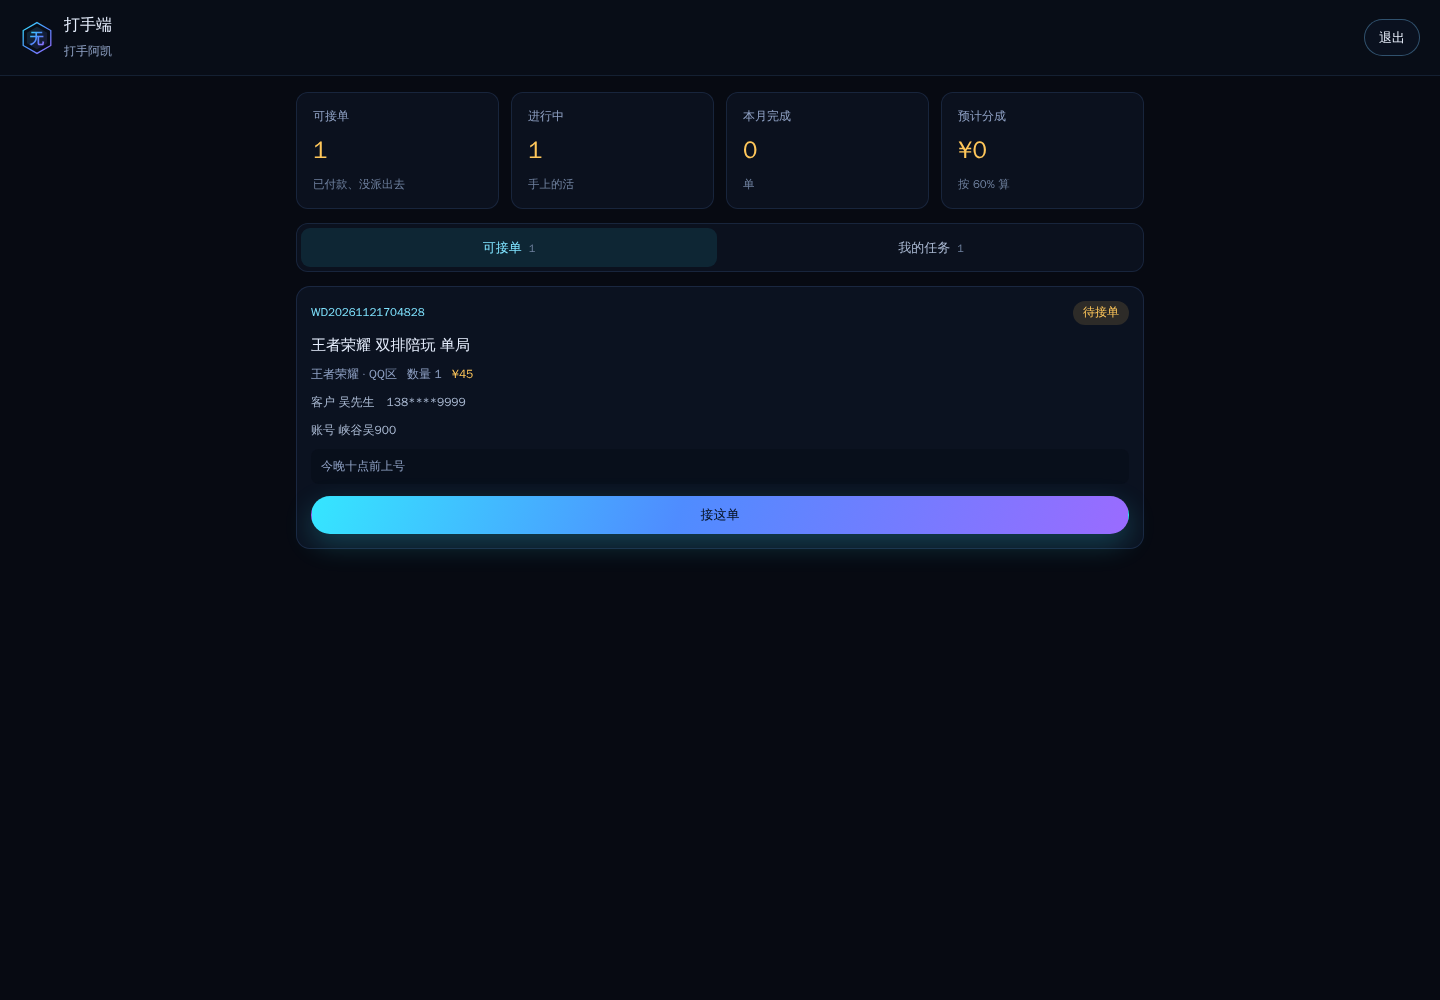 无
打手端
打手阿凯
退出
可接单
1
已付款、没派出去
进行中
1
手上的活
本月完成
0
单
预计分成
¥0
按 60% 算
可接单 1
我的任务 1
WD20261121704828
待接单
王者荣耀 双排陪玩 单局
王者荣耀 · QQ区 数量 1 ¥45
客户 吴先生 138****9999
账号 峡谷吴900
今晚十点前上号
接这单